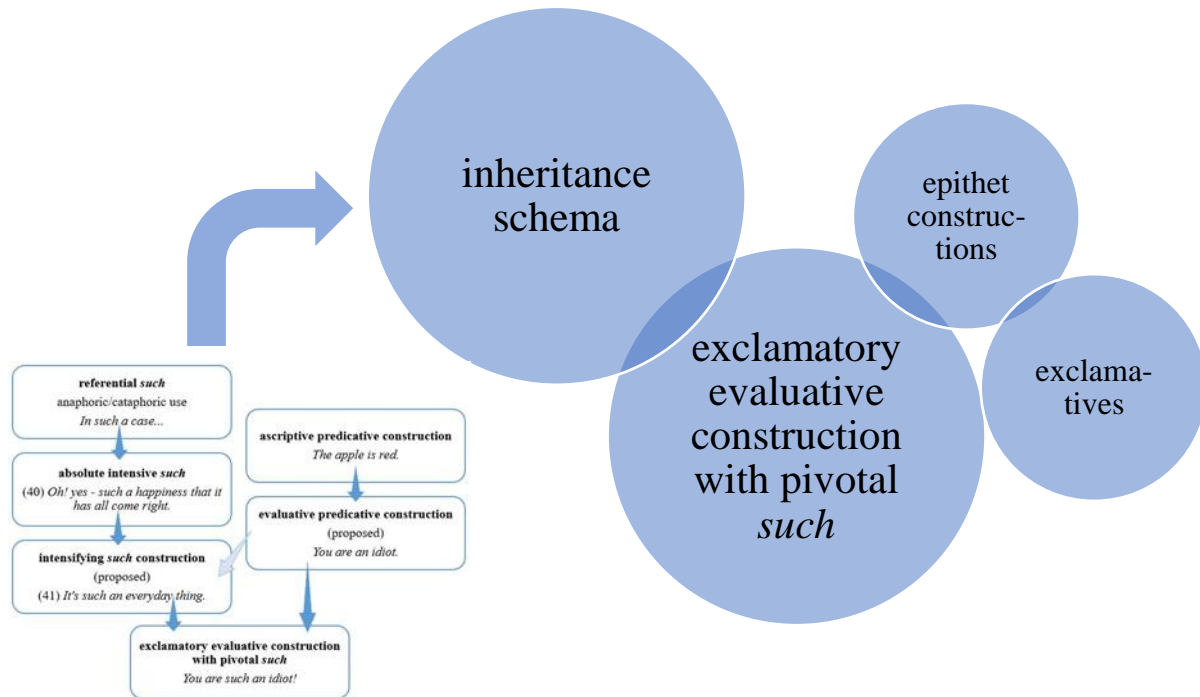 inheritance
schema
epithet
construc-
tions
exclama-
tives
exclamatory
evaluative
construction
with pivotal
such
referential such
anaphoric/cataphoric use
In such a case...
absolute intensive such
(40) Oh! yes - such a happiness that it
has all come right.
intensifying such construction
(proposed)
(41) It's such an everyday thing.
ascriptive predicative construction
The apple is red.
evaluative predicative construction
(proposed)
You are an idiot.
exclamatory evaluative construction
with pivotal such
You are such an idiot!